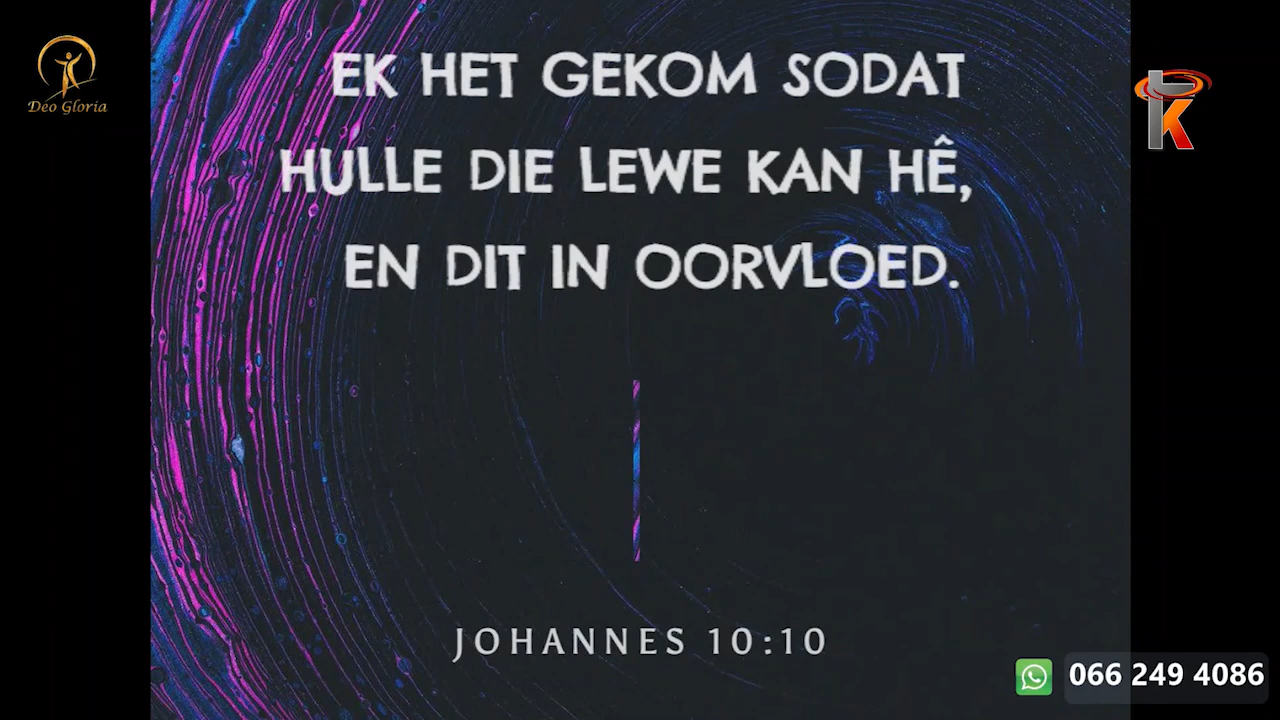 Deo Gloria
EK HET GEKOM SODAT
HULLE DIE LEWE KAN HÊ,
EN DIT IN OORVLOED.
JOHANNES 10:10
066 249 4086